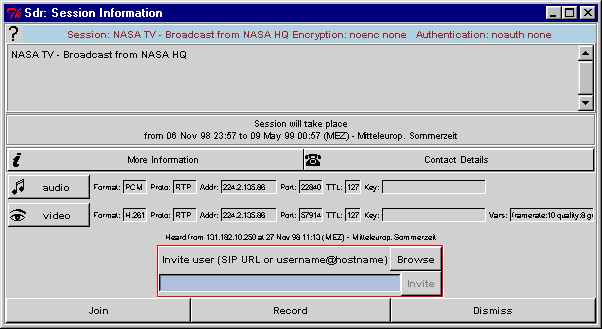 Sdr: Session Information
? Session: NASA TV - Broadcast from NASA HQ Encryption: noenc none Authentication: noauth none
NASA TV - Broadcast from NASA HQ
Session will take place
from 06 Nov 98 23:57 to 09 May 99 00:57 (MEZ) - Mitteleurop. Sommerzeit
i More Information Contact Details
audio Format: PCM Proto: RTP Addr: 224.2.135.86 Port: 22840 TTL: 127 Key:
video Format: H.261 Proto: RTP Addr: 224.2.135.86 Port: 57914 TTL: 127 Key: Vars: framerate:10 quality:8
Heard from 131.182.10.250 at 27 Nov 98 11:13 (MEZ) - Mitteleurop. Sommerzeit
Invite user (SIP URL or username@hostname) Browse
Invite
Join Record Dismiss